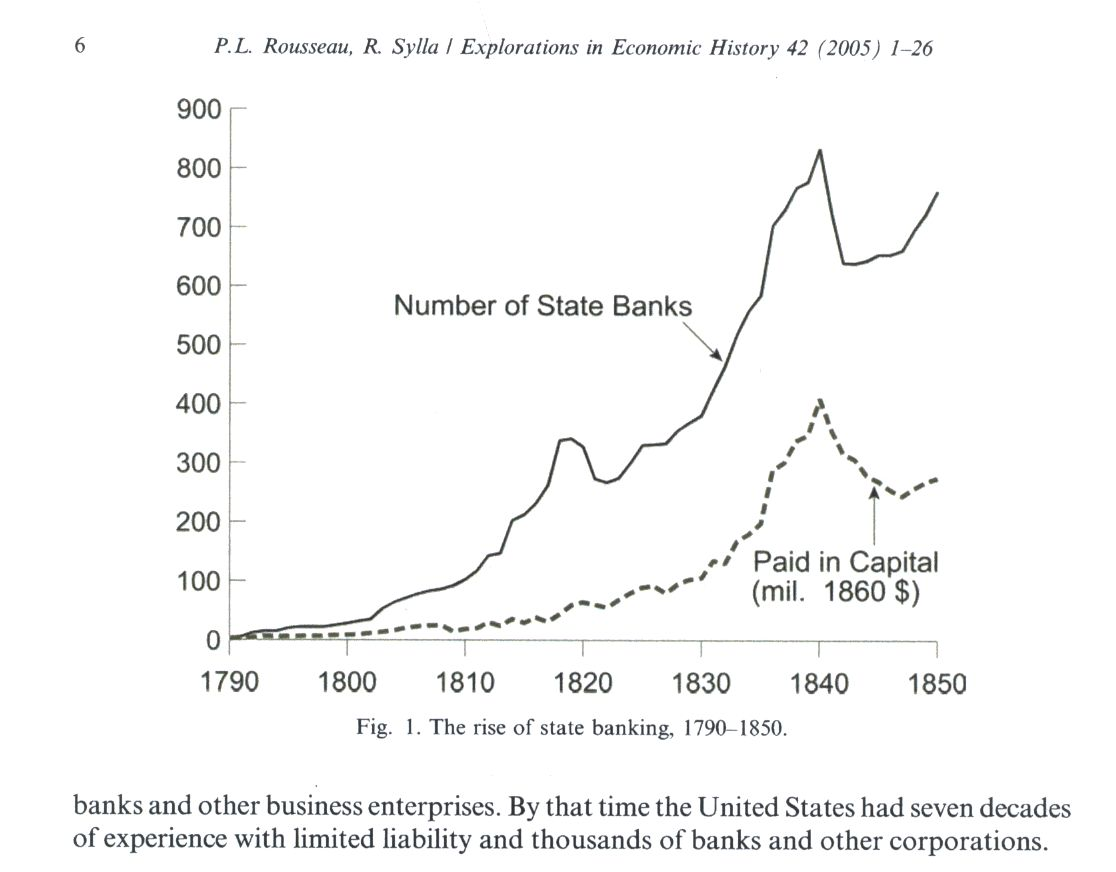 6
P.L. Rousseau, R. Sylla / Explorations in Economic History 42 (2005) 1–26
900
800
700
600
500
400
300
200
100
0
Number of State Banks
Paid in Capital
(mil. 1860 $)
1790 1800 1810 1820 1830 1840 1850
Fig. 1. The rise of state banking, 1790–1850.
banks and other business enterprises. By that time the United States had seven decades
of experience with limited liability and thousands of banks and other corporations.